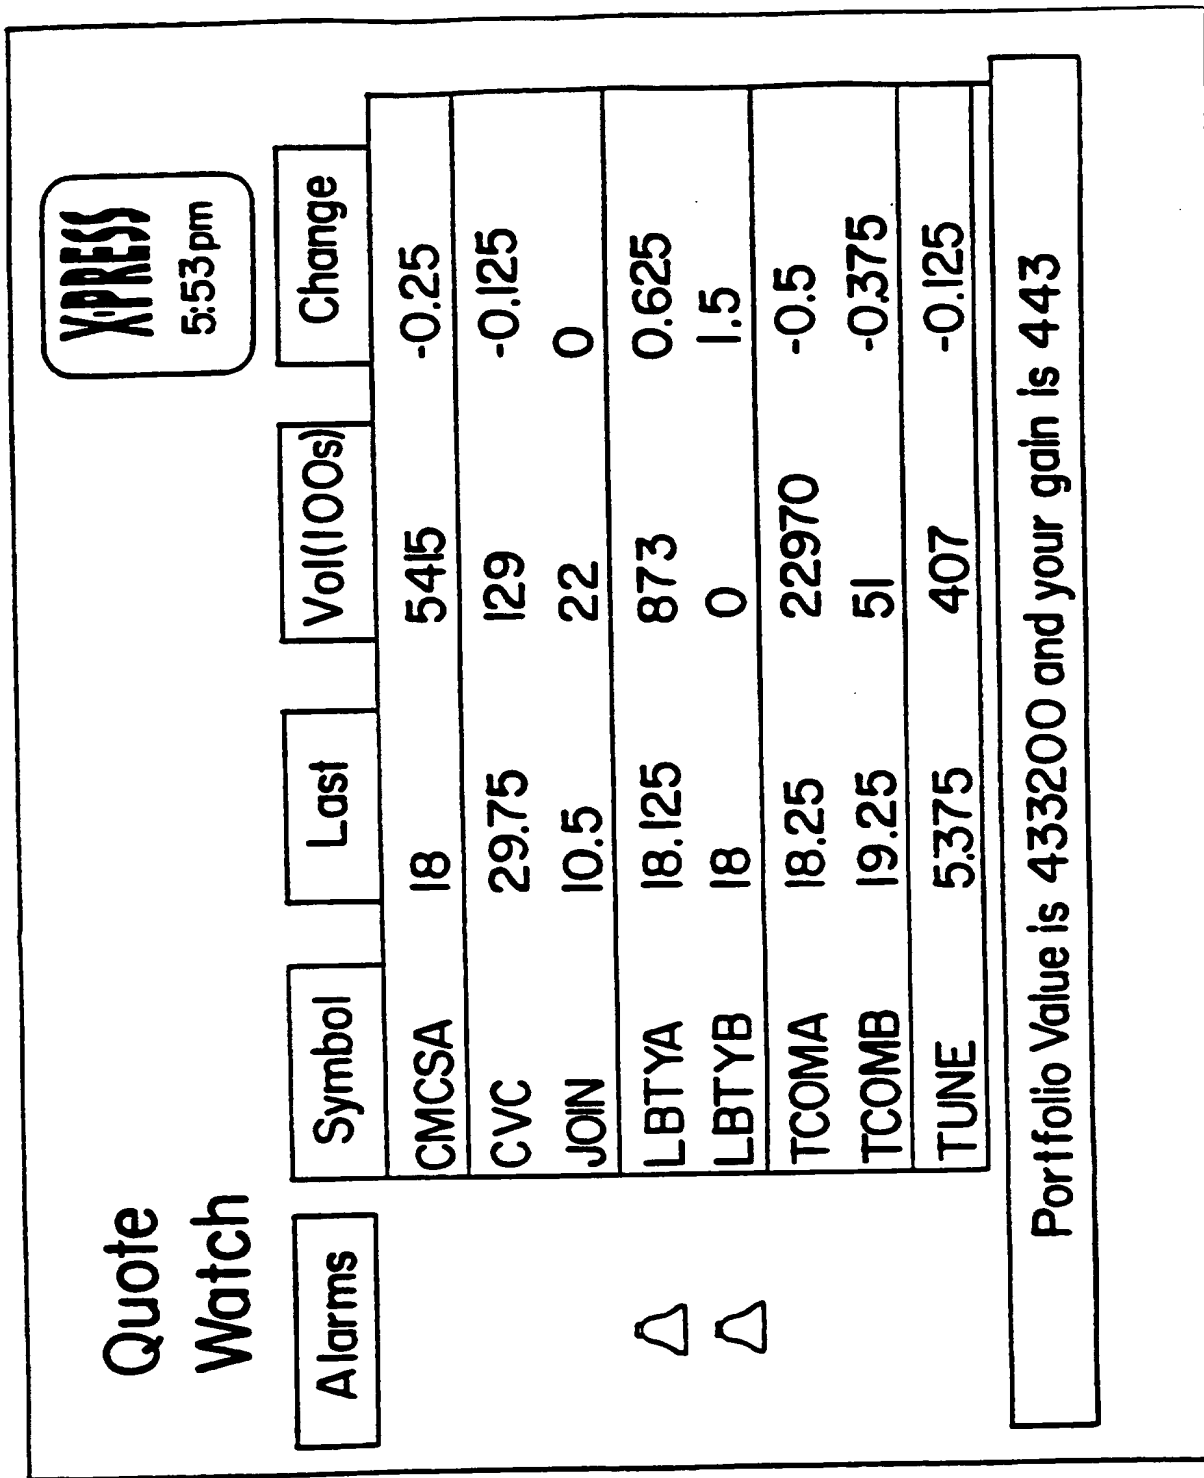 Quote
Watch
X·PRESS
5:53pm
Alarms Symbol Last Vol(100s) Change
CMCSA 18 5415 -0.25
CVC 29.75 129 -0.125
JOIN 10.5 22 0
LBTYA 18.125 873 0.625
LBTYB 18 0 1.5
TCOMA 18.25 22970 -0.5
TCOMB 19.25 51 -0.375
TUNE 5.375 407 -0.125
Portfolio Value is 433200 and your gain is 443